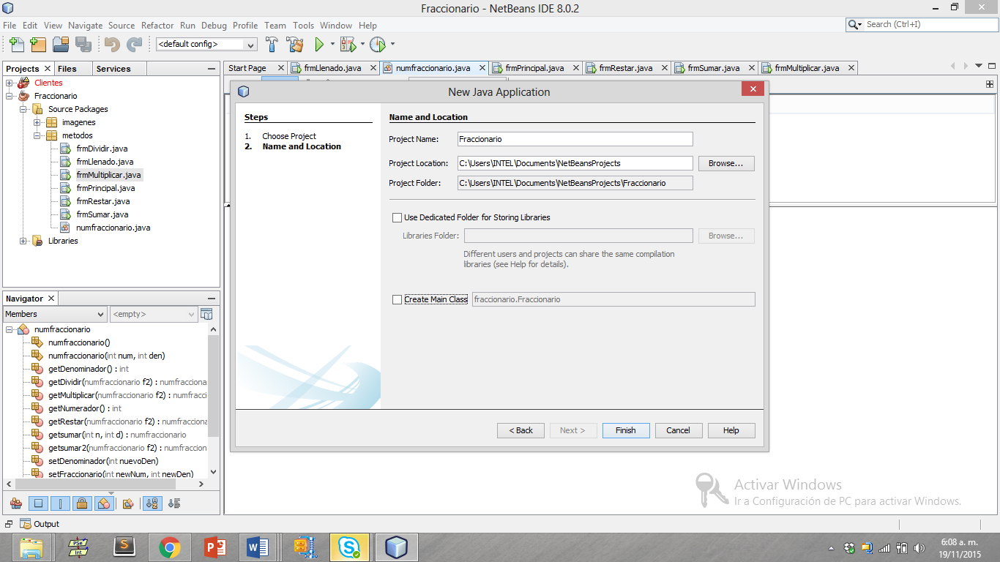 Fraccionario - NetBeans IDE 8.0.2
File Edit View Navigate Source Refactor Run Debug Profile Team Tools Window Help
Search (Ctrl+I)
<default config>
Projects Files Services
Start Page frmLlenado.java numfraccionario.java frmPrincipal.java frmRestar.java frmSumar.java frmMultiplicar.java
Clientes
Fraccionario
Source Packages
imagenes
metodos
frmDividir.java
frmLlenado.java
frmMultiplicar.java
frmPrincipal.java
frmRestar.java
frmSumar.java
numfraccionario.java
Libraries
New Java Application
Steps
1. Choose Project
2. Name and Location
Name and Location
Project Name: Fraccionario
Project Location: C:\Users\INTEL\Documents\NetBeansProjects Browse...
Project Folder: C:\Users\INTEL\Documents\NetBeansProjects\Fraccionario
Use Dedicated Folder for Storing Libraries
Libraries Folder: Browse...
Different users and projects can share the same compilation
libraries (see Help for details).
Create Main Class fraccionario.Fraccionario
< Back Next > Finish Cancel Help
Navigator
Members <empty>
numfraccionario
numfraccionario()
numfraccionario(int num, int den)
getDenominador() : int
getDividir(numfraccionario f2) : numfracciona
getMultiplicar(numfraccionario f2) : numfracci
getNumerador() : int
getRestar(numfraccionario f2) : numfracciona
getsumar(int n, int d) : numfraccionario
getsumar2(numfraccionario f2) : numfraccion
setDenominador(int nuevoDen)
setFraccionario(int newNum, int newDen)
Activar Windows
Ir a Configuración de PC para activar Windows.
Output
6:08 a. m.
19/11/2015